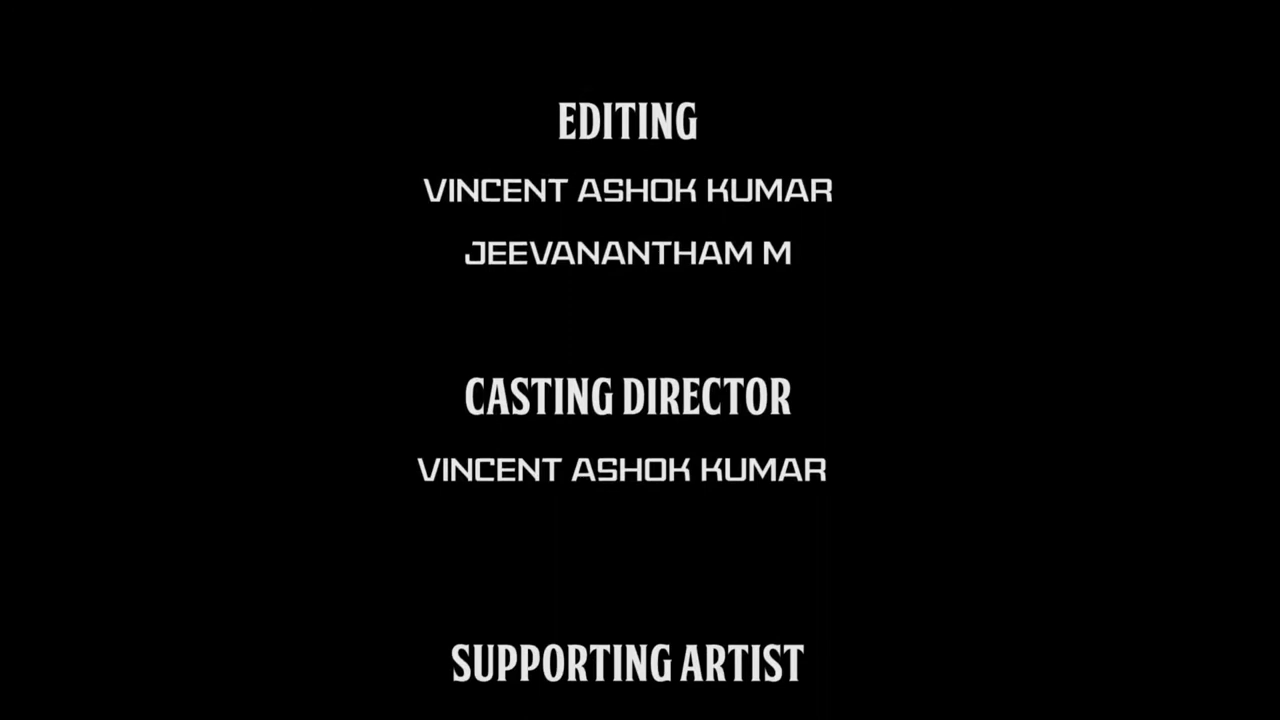 EDITING
VINCENT ASHOK KUMAR
JEEVANANTHAM M
CASTING DIRECTOR
VINCENT ASHOK KUMAR
SUPPORTING ARTIST